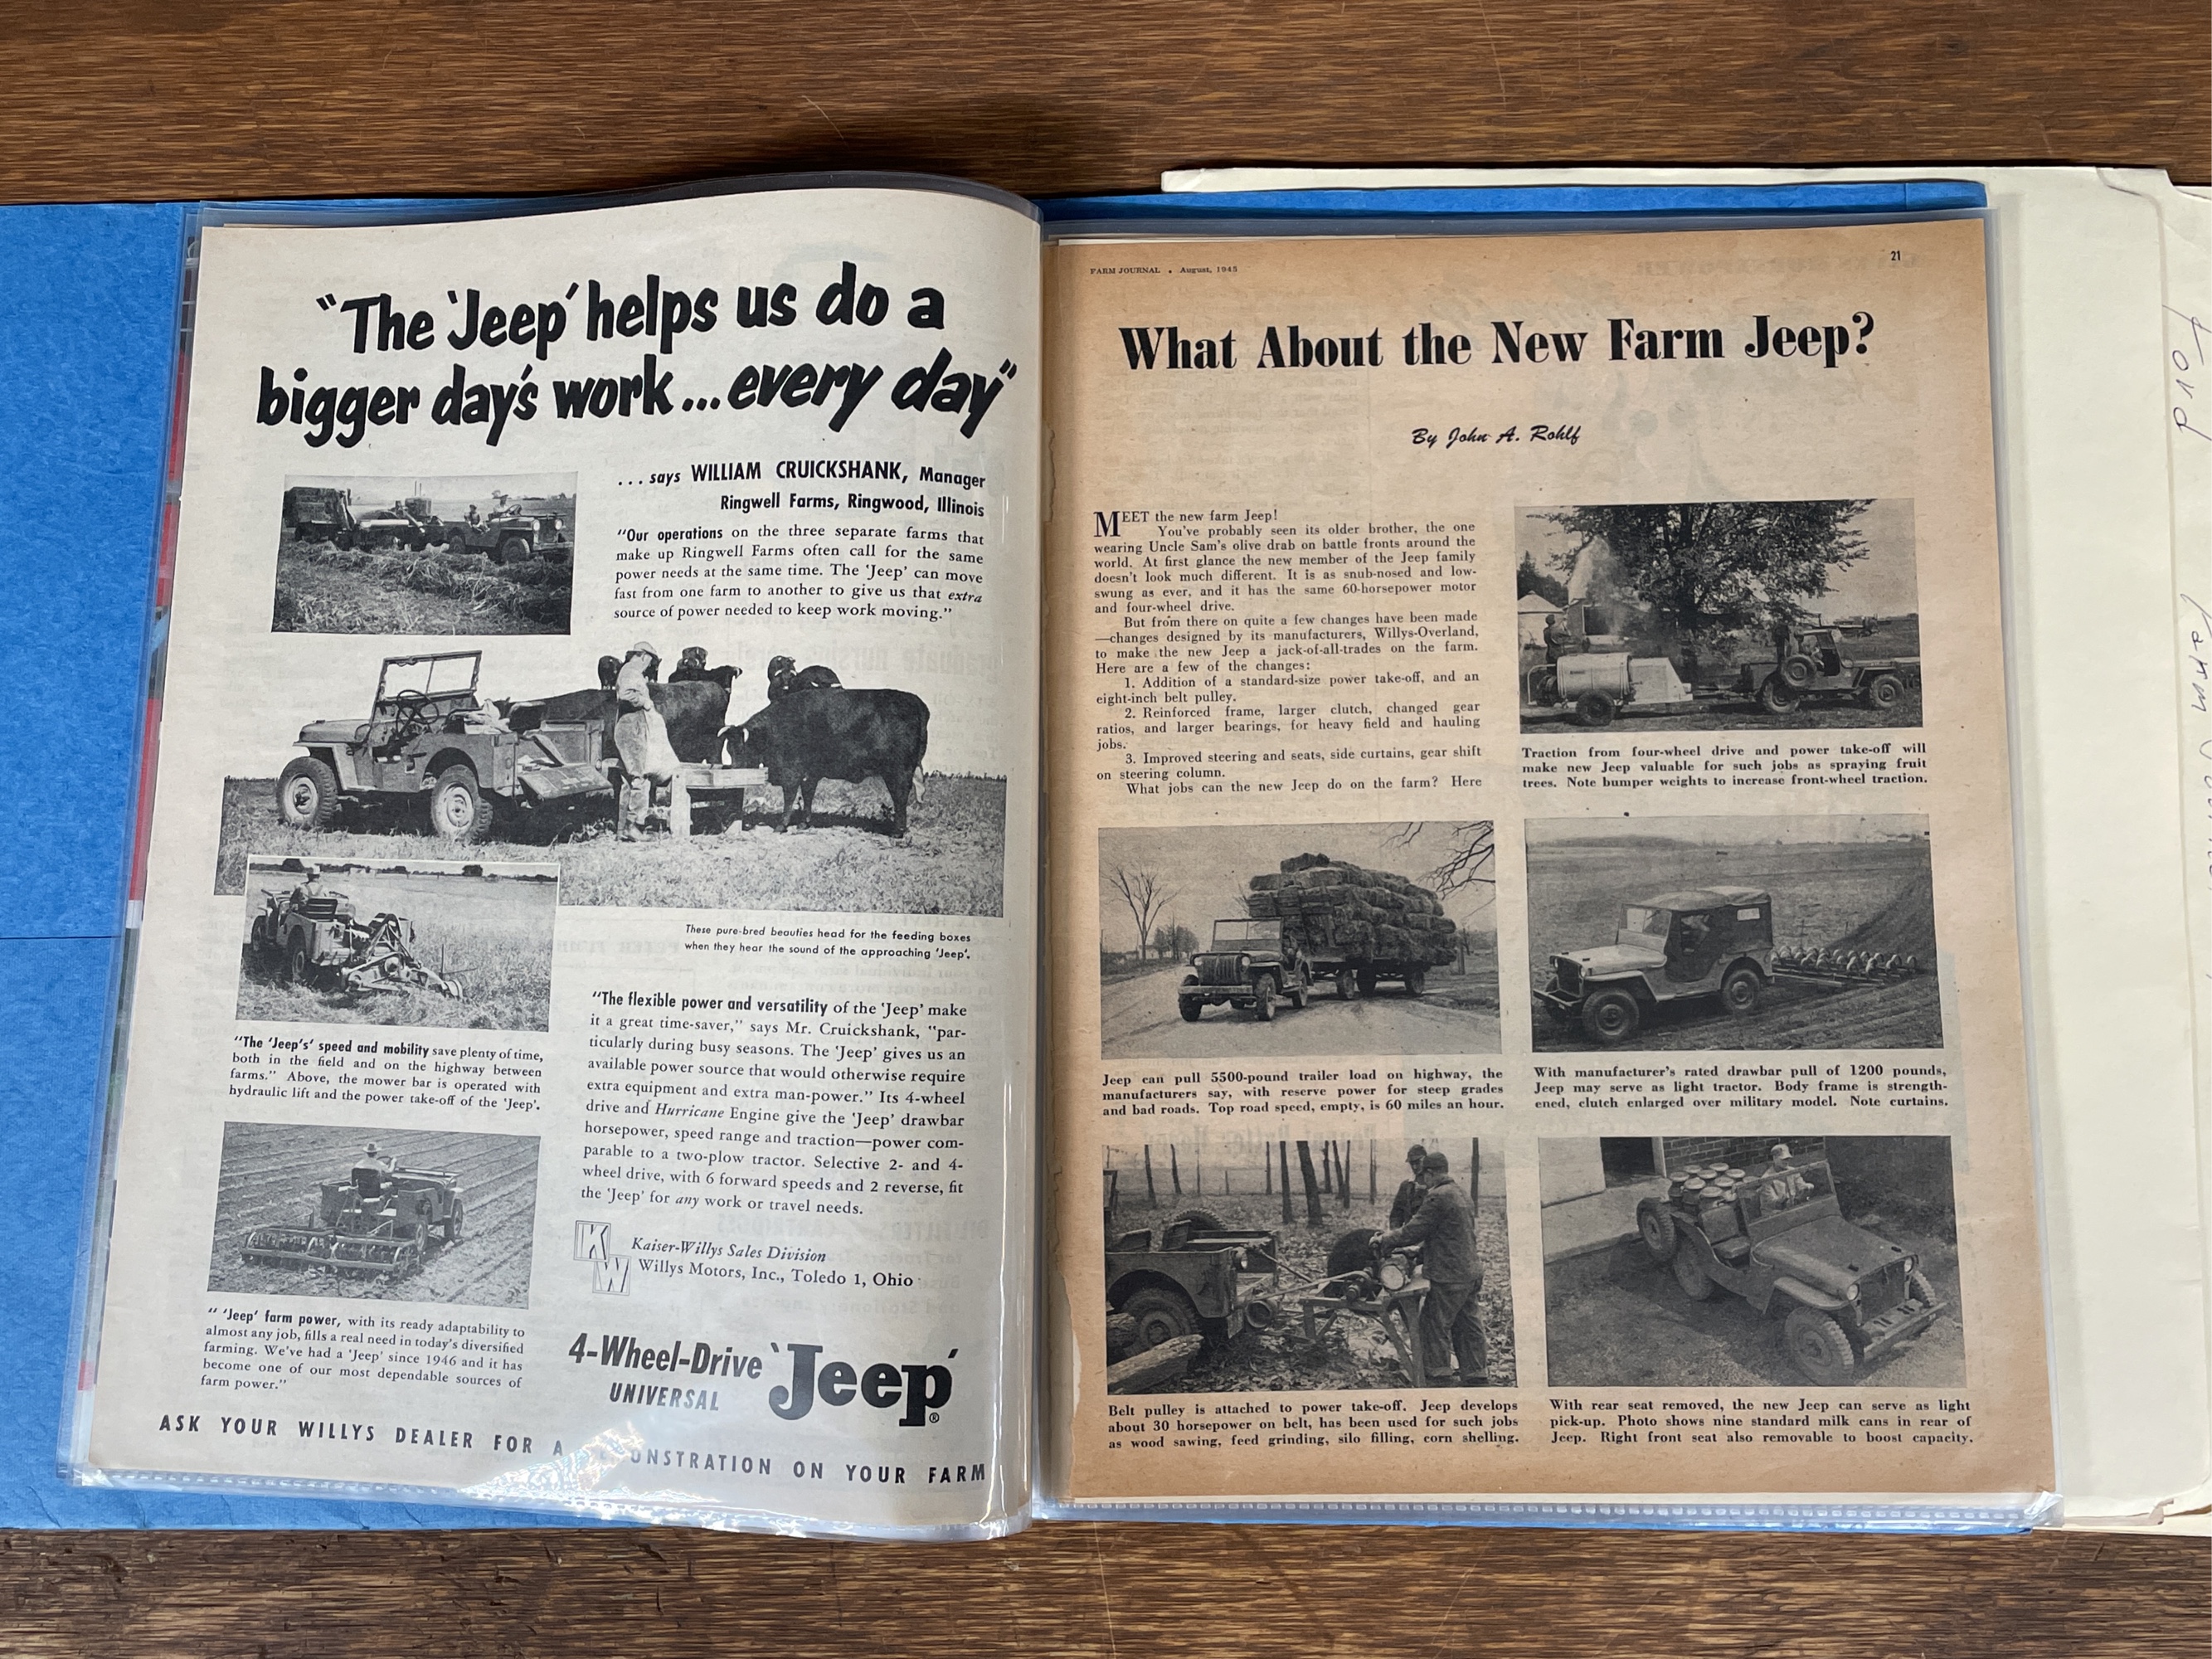 "The 'Jeep' helps us do a
bigger day's work...every day"
...says WILLIAM CRUICKSHANK, Manager
Ringwell Farms, Ringwood, Illinois
"Our operations on the three separate farms that
make up Ringwell Farms often call for the same
power needs at the same time. The 'Jeep' can move
fast from one farm to another to give us that extra
source of power needed to keep work moving."
These pure-bred beauties head for the feeding boxes
when they hear the sound of the approaching 'Jeep'.
"The 'Jeep's' speed and mobility save plenty of time,
both in the field and on the highway between
farms." Above, the mower bar is operated with
hydraulic lift and the power take-off of the 'Jeep'.
"The flexible power and versatility of the 'Jeep' make
it a great time-saver," says Mr. Cruickshank, "par-
ticularly during busy seasons. The 'Jeep' gives us an
available power source that would otherwise require
extra equipment and extra man-power." Its 4-wheel
drive and Hurricane Engine give the 'Jeep' drawbar
horsepower, speed range and traction—power com-
parable to a two-plow tractor. Selective 2- and 4-
wheel drive, with 6 forward speeds and 2 reverse, fit
the 'Jeep' for any work or travel needs.
K
W
Kaiser-Willys Sales Division
Willys Motors, Inc., Toledo 1, Ohio
" 'Jeep' farm power, with its ready adaptability to
almost any job, fills a real need in today's diversified
farming. We've had a 'Jeep' since 1946 and it has
become one of our most dependable sources of
farm power."
4-Wheel-Drive 'Jeep'®
UNIVERSAL
ASK YOUR WILLYS DEALER FOR A ONSTRATION ON YOUR FARM
FARM JOURNAL • August, 1945
21
What About the New Farm Jeep?
By John A. Rohlf
MEET the new farm Jeep!
You've probably seen its older brother, the one
wearing Uncle Sam's olive drab on battle fronts around the
world. At first glance the new member of the Jeep family
doesn't look much different. It is as snub-nosed and low-
swung as ever, and it has the same 60-horsepower motor
and four-wheel drive.
But from there on quite a few changes have been made
—changes designed by its manufacturers, Willys-Overland,
to make the new Jeep a jack-of-all-trades on the farm.
Here are a few of the changes:
1. Addition of a standard-size power take-off, and an
eight-inch belt pulley.
2. Reinforced frame, larger clutch, changed gear
ratios, and larger bearings, for heavy field and hauling
jobs.
3. Improved steering and seats, side curtains, gear shift
on steering column.
What jobs can the new Jeep do on the farm? Here
Traction from four-wheel drive and power take-off will
make new Jeep valuable for such jobs as spraying fruit
trees. Note bumper weights to increase front-wheel traction.
Jeep can pull 5500-pound trailer load on highway, the
manufacturers say, with reserve power for steep grades
and bad roads. Top road speed, empty, is 60 miles an hour.
With manufacturer's rated drawbar pull of 1200 pounds,
Jeep may serve as light tractor. Body frame is strength-
ened, clutch enlarged over military model. Note curtains.
Belt pulley is attached to power take-off. Jeep develops
about 30 horsepower on belt, has been used for such jobs
as wood sawing, feed grinding, silo filling, corn shelling.
With rear seat removed, the new Jeep can serve as light
pick-up. Photo shows nine standard milk cans in rear of
Jeep. Right front seat also removable to boost capacity.